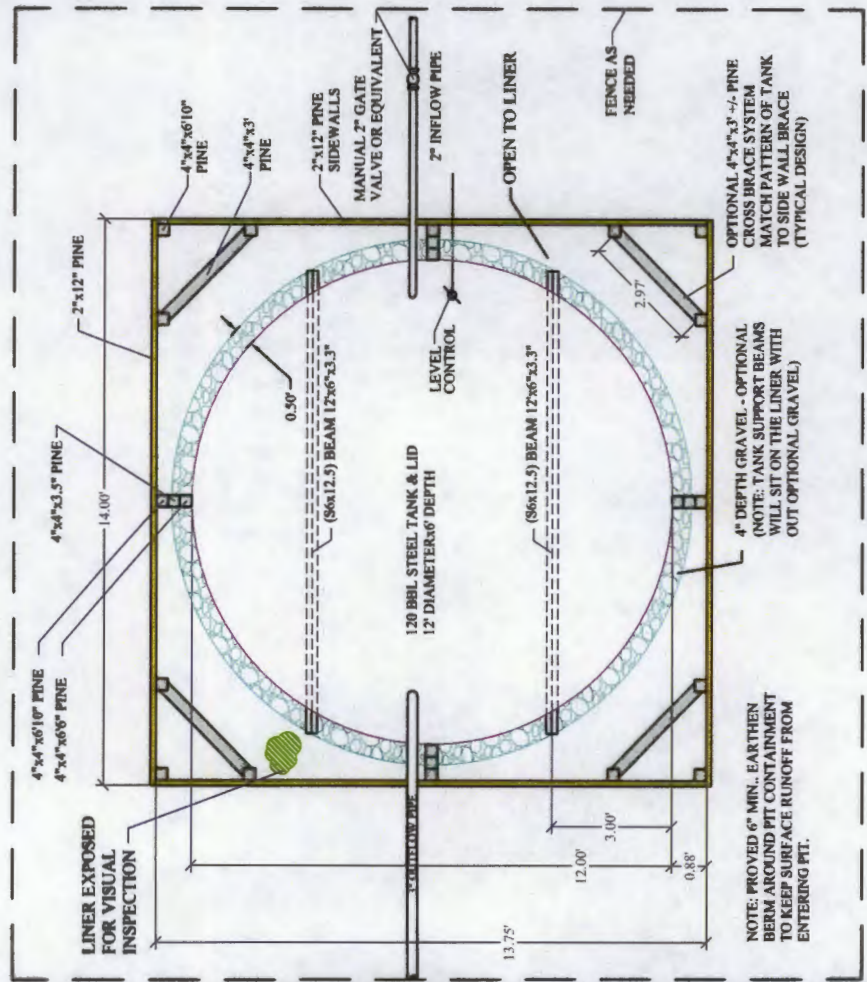 4"x4"x6'10" PINE
4"x4"x6'6" PINE
4"x4"x3.5" PINE
14.00'
2"x12" PINE
4"x4"x6'10"
PINE
4"x4"x3'
PINE
2"x12" PINE
SIDEWALLS
MANUAL 2" GATE
VALVE OR EQUIVALENT
2" INFLOW PIPE
OPEN TO LINER
FENCE AS
NEEDED
LINER EXPOSED
FOR VISUAL
INSPECTION
0.50'
(S6x12.5) BEAM 12'x6"x3.3"
120 BBL STEEL TANK & LID
12' DIAMETERx6' DEPTH
LEVEL
CONTROL
OUTFLOW PIPE
(S6x12.5) BEAM 12'x6"x3.3"
2.97'
3.00'
12.00'
0.88'
13.75'
OPTIONAL 4"x4"x3' +/- PINE
CROSS BRACE SYSTEM
MATCH PATTERN OF TANK
TO SIDE WALL BRACE
(TYPICAL DESIGN)
4" DEPTH GRAVEL - OPTIONAL
(NOTE: TANK SUPPORT BEAMS
WILL SIT ON THE LINER WITH
OUT OPTIONAL GRAVEL)
NOTE: PROVED 6" MIN. EARTHEN
BERM AROUND PIT CONTAINMENT
TO KEEP SURFACE RUNOFF FROM
ENTERING PIT.